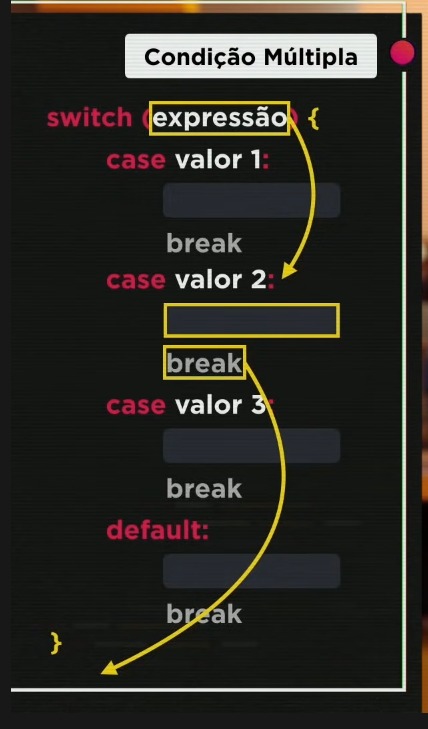 Condição Múltipla
switch (expressão) {
case valor 1:
break
case valor 2:
break
case valor 3:
break
default:
break
}